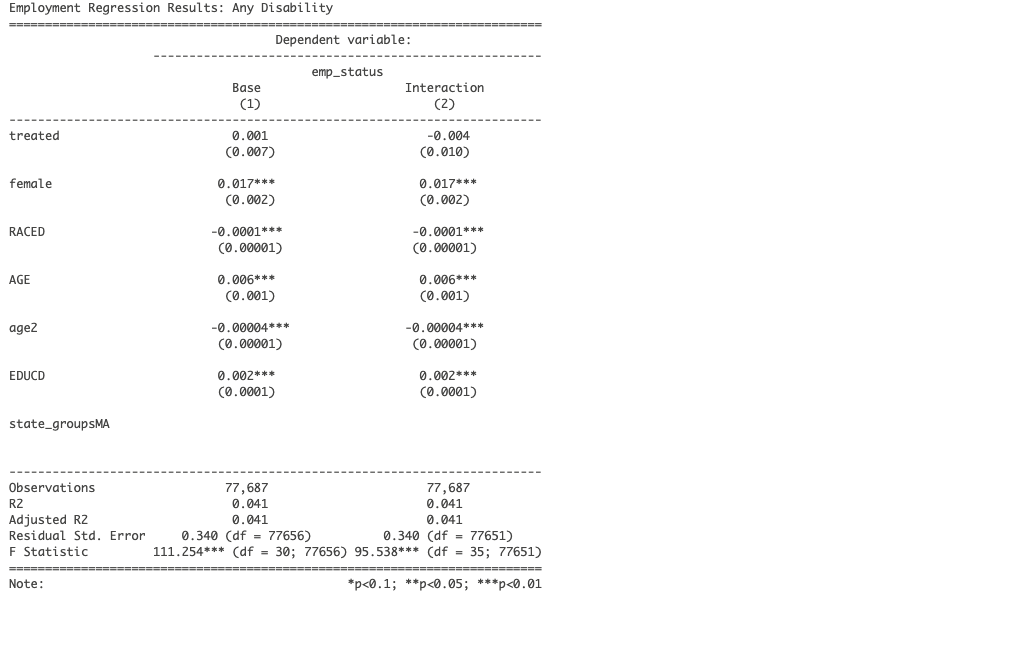 Employment Regression Results: Any Disability
==========================================================================
Dependent variable:
------------------------------------------------------
emp_status
Base Interaction
(1) (2)
--------------------------------------------------------------------------
treated 0.001 -0.004
(0.007) (0.010)
female 0.017*** 0.017***
(0.002) (0.002)
RACED -0.0001*** -0.0001***
(0.00001) (0.00001)
AGE 0.006*** 0.006***
(0.001) (0.001)
age2 -0.00004*** -0.00004***
(0.00001) (0.00001)
EDUCD 0.002*** 0.002***
(0.0001) (0.0001)
state_groupsMA
--------------------------------------------------------------------------
Observations 77,687 77,687
R2 0.041 0.041
Adjusted R2 0.041 0.041
Residual Std. Error 0.340 (df = 77656) 0.340 (df = 77651)
F Statistic 111.254*** (df = 30; 77656) 95.538*** (df = 35; 77651)
==========================================================================
Note: *p<0.1; **p<0.05; ***p<0.01